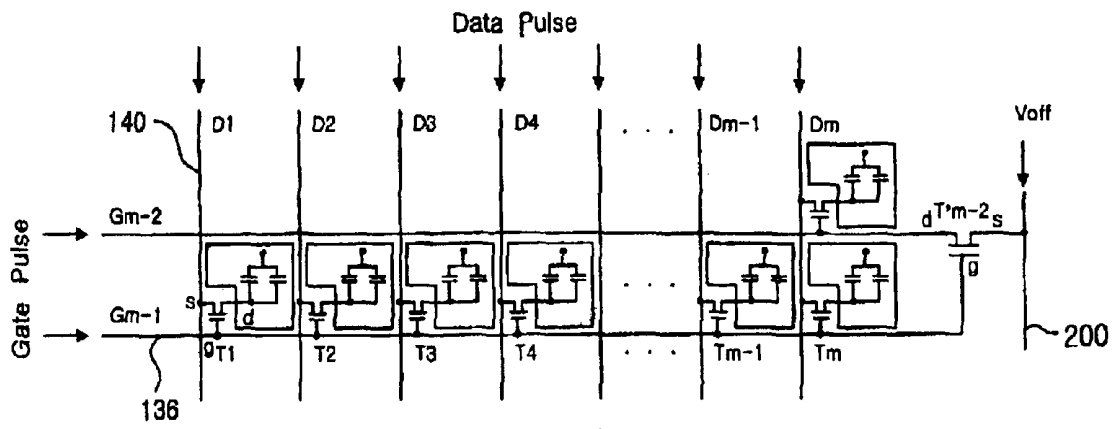 Data Pulse
140
D1
D2
D3
D4
. . . .
Dm-1
Dm
Voff
Gm-2
d T'm-2 s
g
Gate Pulse
s
d
. . . .
Gm-1
g T1
T2
T3
T4
. . . .
Tm-1
Tm
200
136